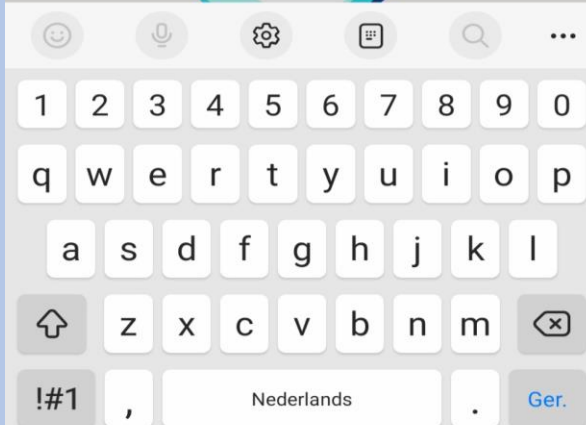 1 2 3 4 5 6 7 8 9 0
q w e r t y u i o p
a s d f g h j k l
z x c v b n m
!#1 , Nederlands . Ger.